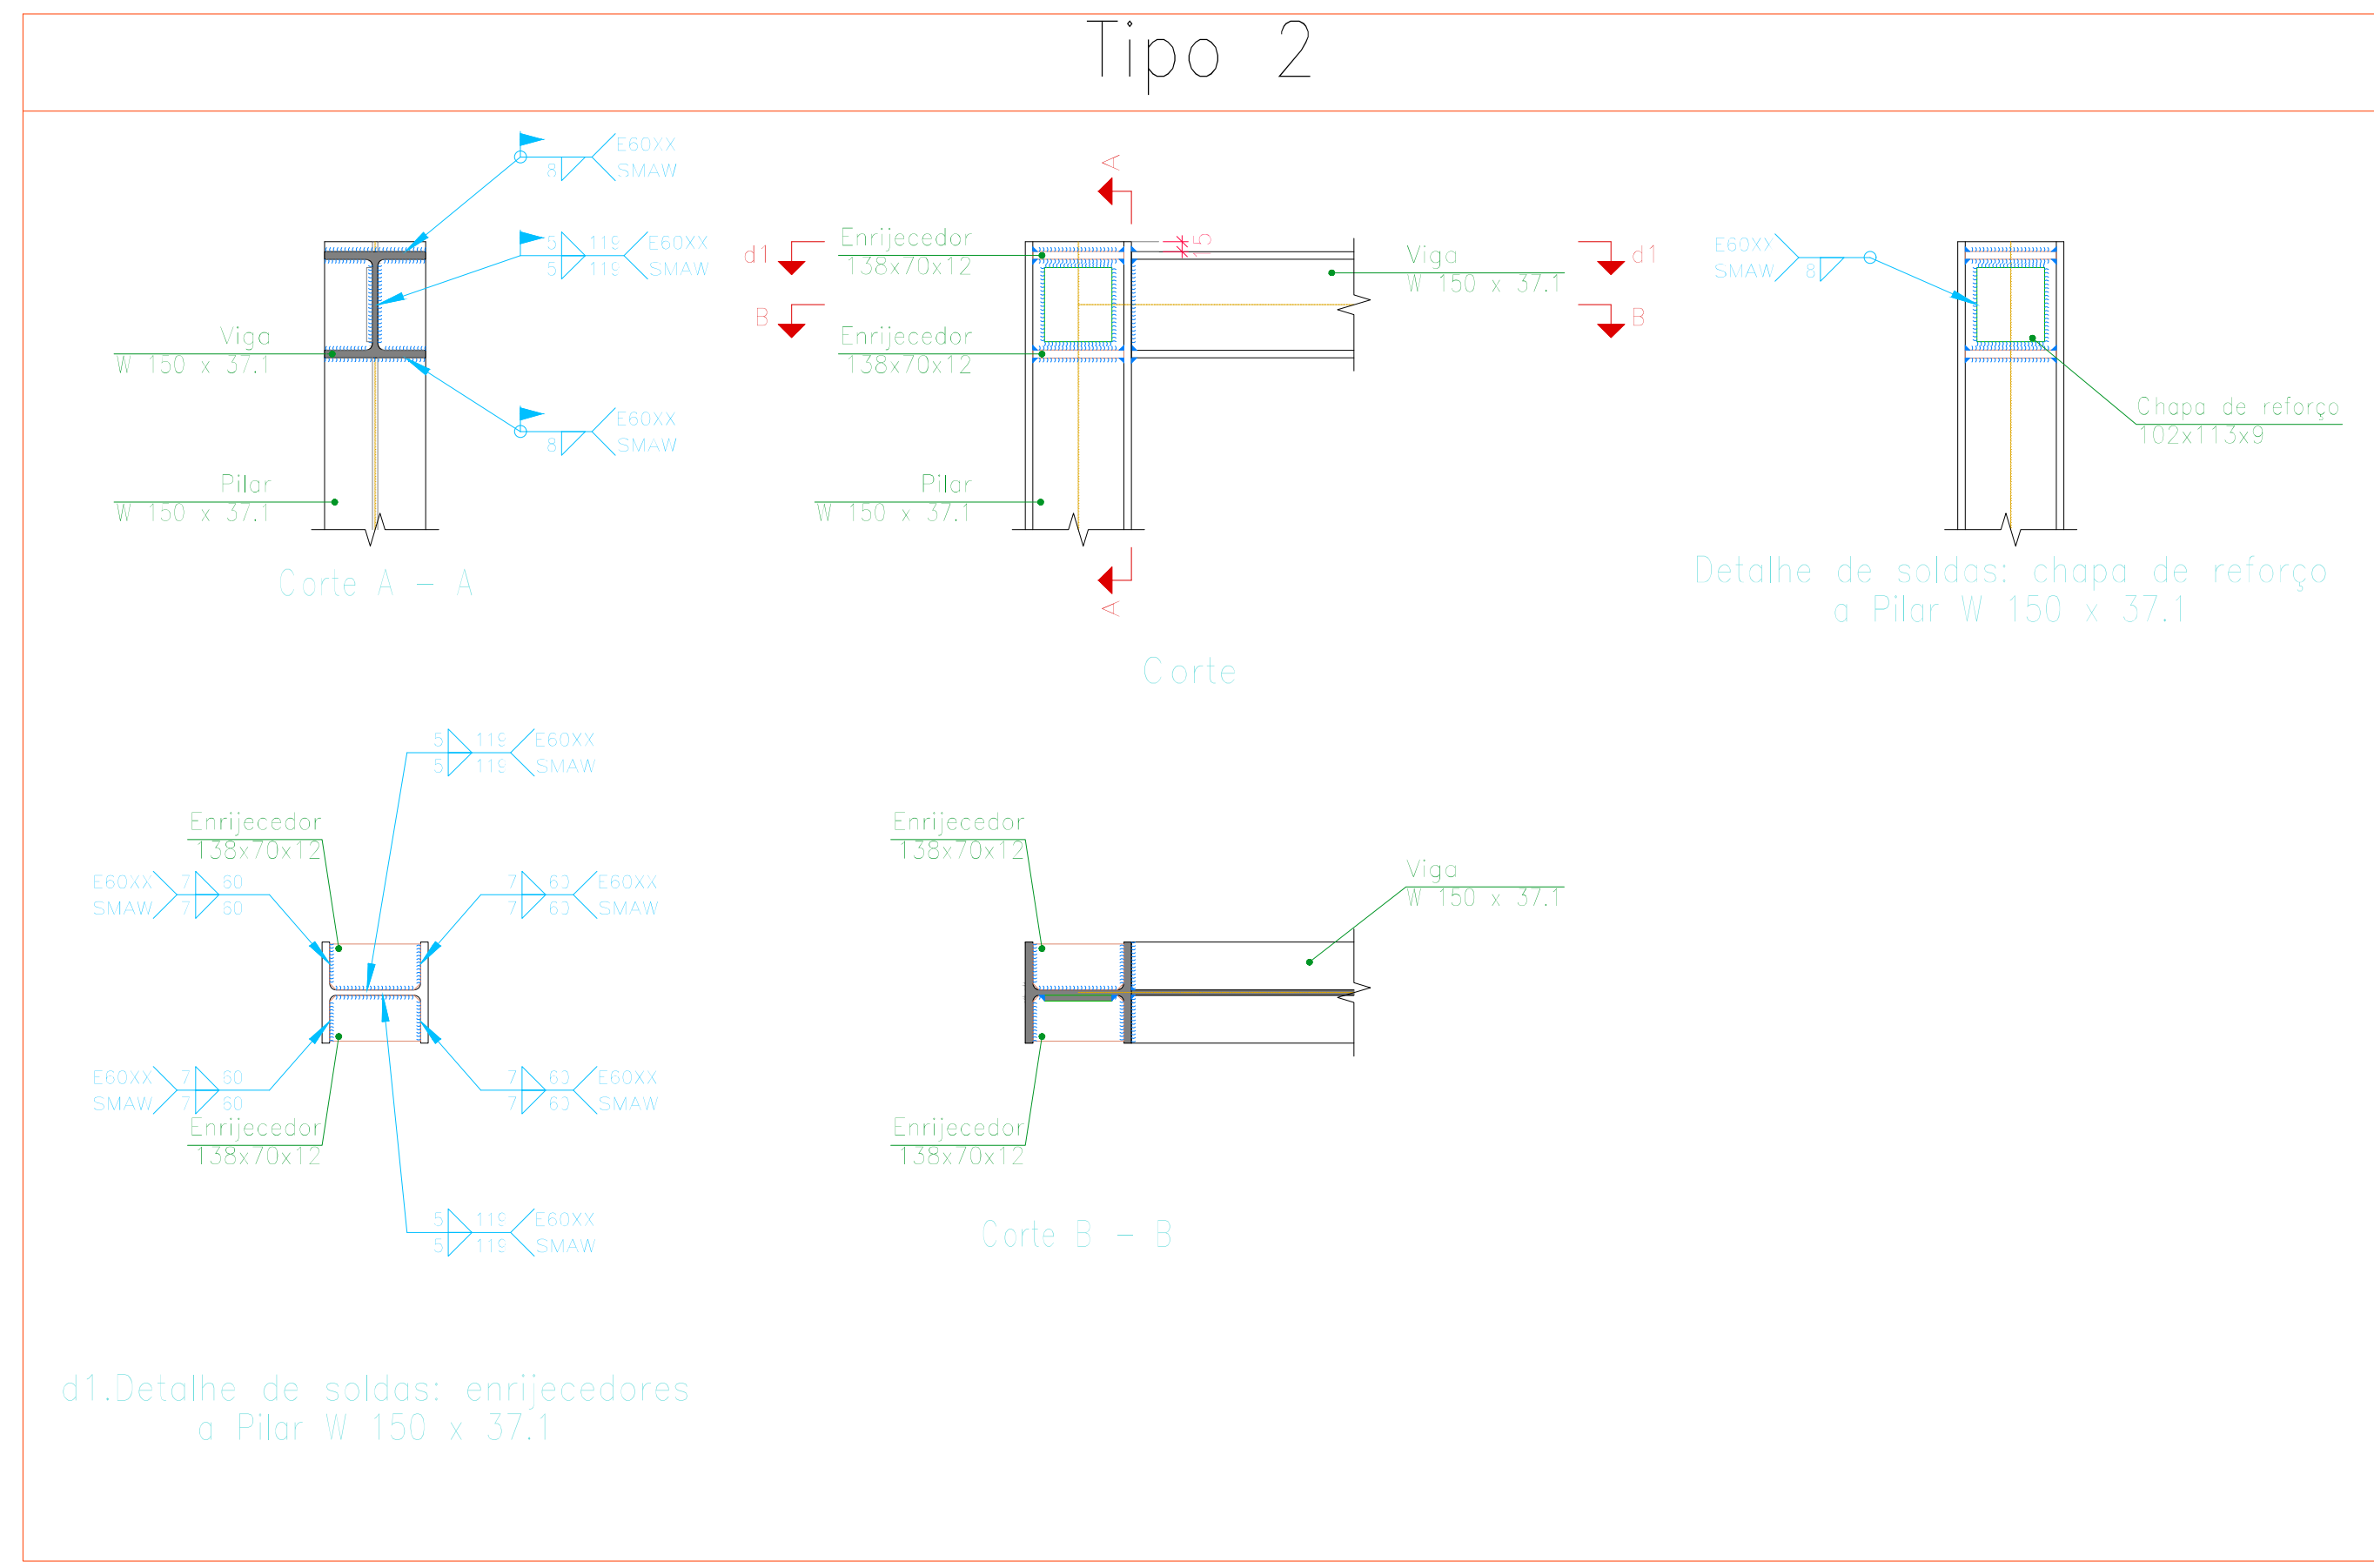 Tipo 2
E60XX
8
SMAW
5 119 E60XX
5 119 SMAW
Viga
W 150 x 37.1
E60XX
8
SMAW
Pilar
W 150 x 37.1
Corte A - A
A
d1
Enrijecedor
138x70x12
15
Viga
W 150 x 37.1
d1
B
Enrijecedor
138x70x12
B
Pilar
W 150 x 37.1
A
Corte
E60XX
SMAW 8
Chapa de reforço
102x113x9
Detalhe de soldas: chapa de reforço
a Pilar W 150 x 37.1
5 119 E60XX
5 119 SMAW
Enrijecedor
138x70x12
E60XX 7 60
SMAW 7 60
7 60 E60XX
7 60 SMAW
E60XX 7 60
SMAW 7 60
7 60 E60XX
7 60 SMAW
Enrijecedor
138x70x12
5 119 E60XX
5 119 SMAW
d1.Detalhe de soldas: enrijecedores
a Pilar W 150 x 37.1
Enrijecedor
138x70x12
Viga
W 150 x 37.1
Enrijecedor
138x70x12
Corte B - B